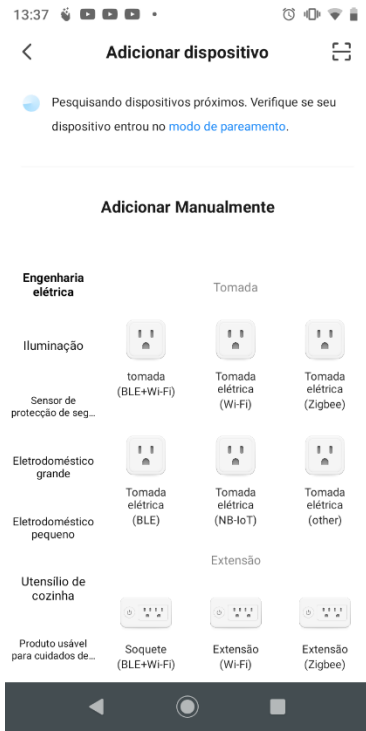 13:37
Adicionar dispositivo
Pesquisando dispositivos próximos. Verifique se seu
dispositivo entrou no modo de pareamento.
Adicionar Manualmente
Engenharia
elétrica
Iluminação
Sensor de
protecção de seg...
Eletrodoméstico
grande
Eletrodoméstico
pequeno
Utensílio de
cozinha
Produto usável
para cuidados de...
Tomada
tomada
(BLE+Wi-Fi)
Tomada
elétrica
(Wi-Fi)
Tomada
elétrica
(Zigbee)
Tomada
elétrica
(BLE)
Tomada
elétrica
(NB-IoT)
Tomada
elétrica
(other)
Extensão
Soquete
(BLE+Wi-Fi)
Extensão
(Wi-Fi)
Extensão
(Zigbee)